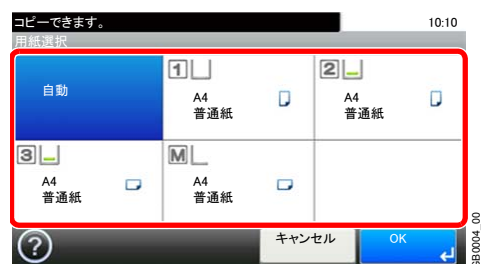 コピーできます。
10:10
用紙選択
自動
1
A4
普通紙
2
A4
普通紙
3
A4
普通紙
M
A4
普通紙
?
キャンセル
OK
GB0004_00